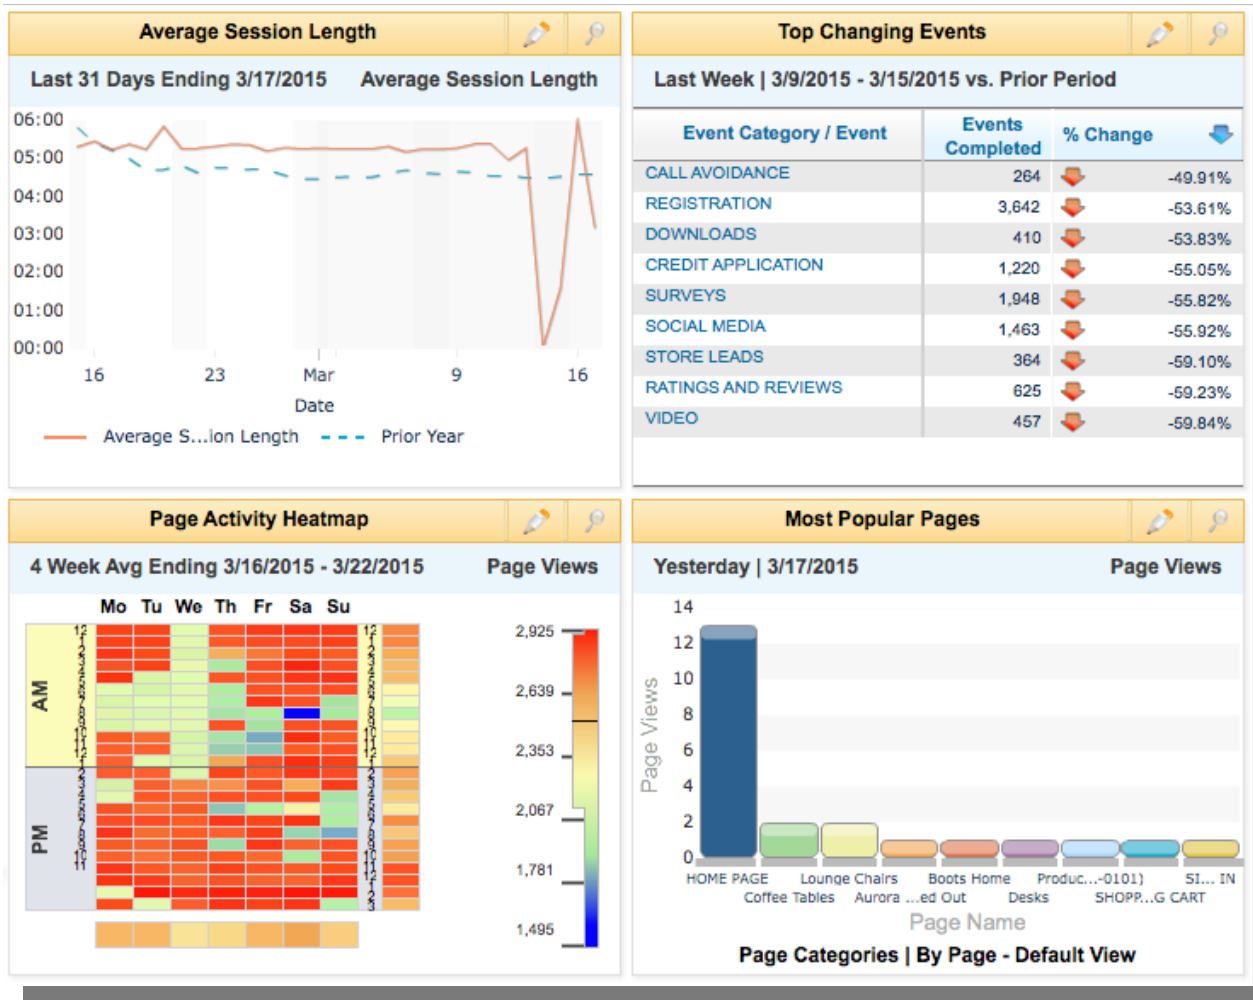 Average Session Length
Last 31 Days Ending 3/17/2015 Average Session Length
06:00
05:00
04:00
03:00
02:00
01:00
00:00
16 23 Mar 9 16
Date
Average S...ion Length Prior Year
Top Changing Events
Last Week | 3/9/2015 - 3/15/2015 vs. Prior Period
Event Category / Event Events Completed % Change
CALL AVOIDANCE 264 -49.91%
REGISTRATION 3,642 -53.61%
DOWNLOADS 410 -53.83%
CREDIT APPLICATION 1,220 -55.05%
SURVEYS 1,948 -55.82%
SOCIAL MEDIA 1,463 -55.92%
STORE LEADS 364 -59.10%
RATINGS AND REVIEWS 625 -59.23%
VIDEO 457 -59.84%
Page Activity Heatmap
4 Week Avg Ending 3/16/2015 - 3/22/2015 Page Views
Mo Tu We Th Fr Sa Su
AM
PM
2,925
2,639
2,353
2,067
1,781
1,495
Most Popular Pages
Yesterday | 3/17/2015 Page Views
14
12
10
8
6
4
2
0
Page Views
HOME PAGE Lounge Chairs Boots Home Produc...-0101) SI... IN
Coffee Tables Aurora ...ed Out Desks SHOPP...G CART
Page Name
Page Categories | By Page - Default View